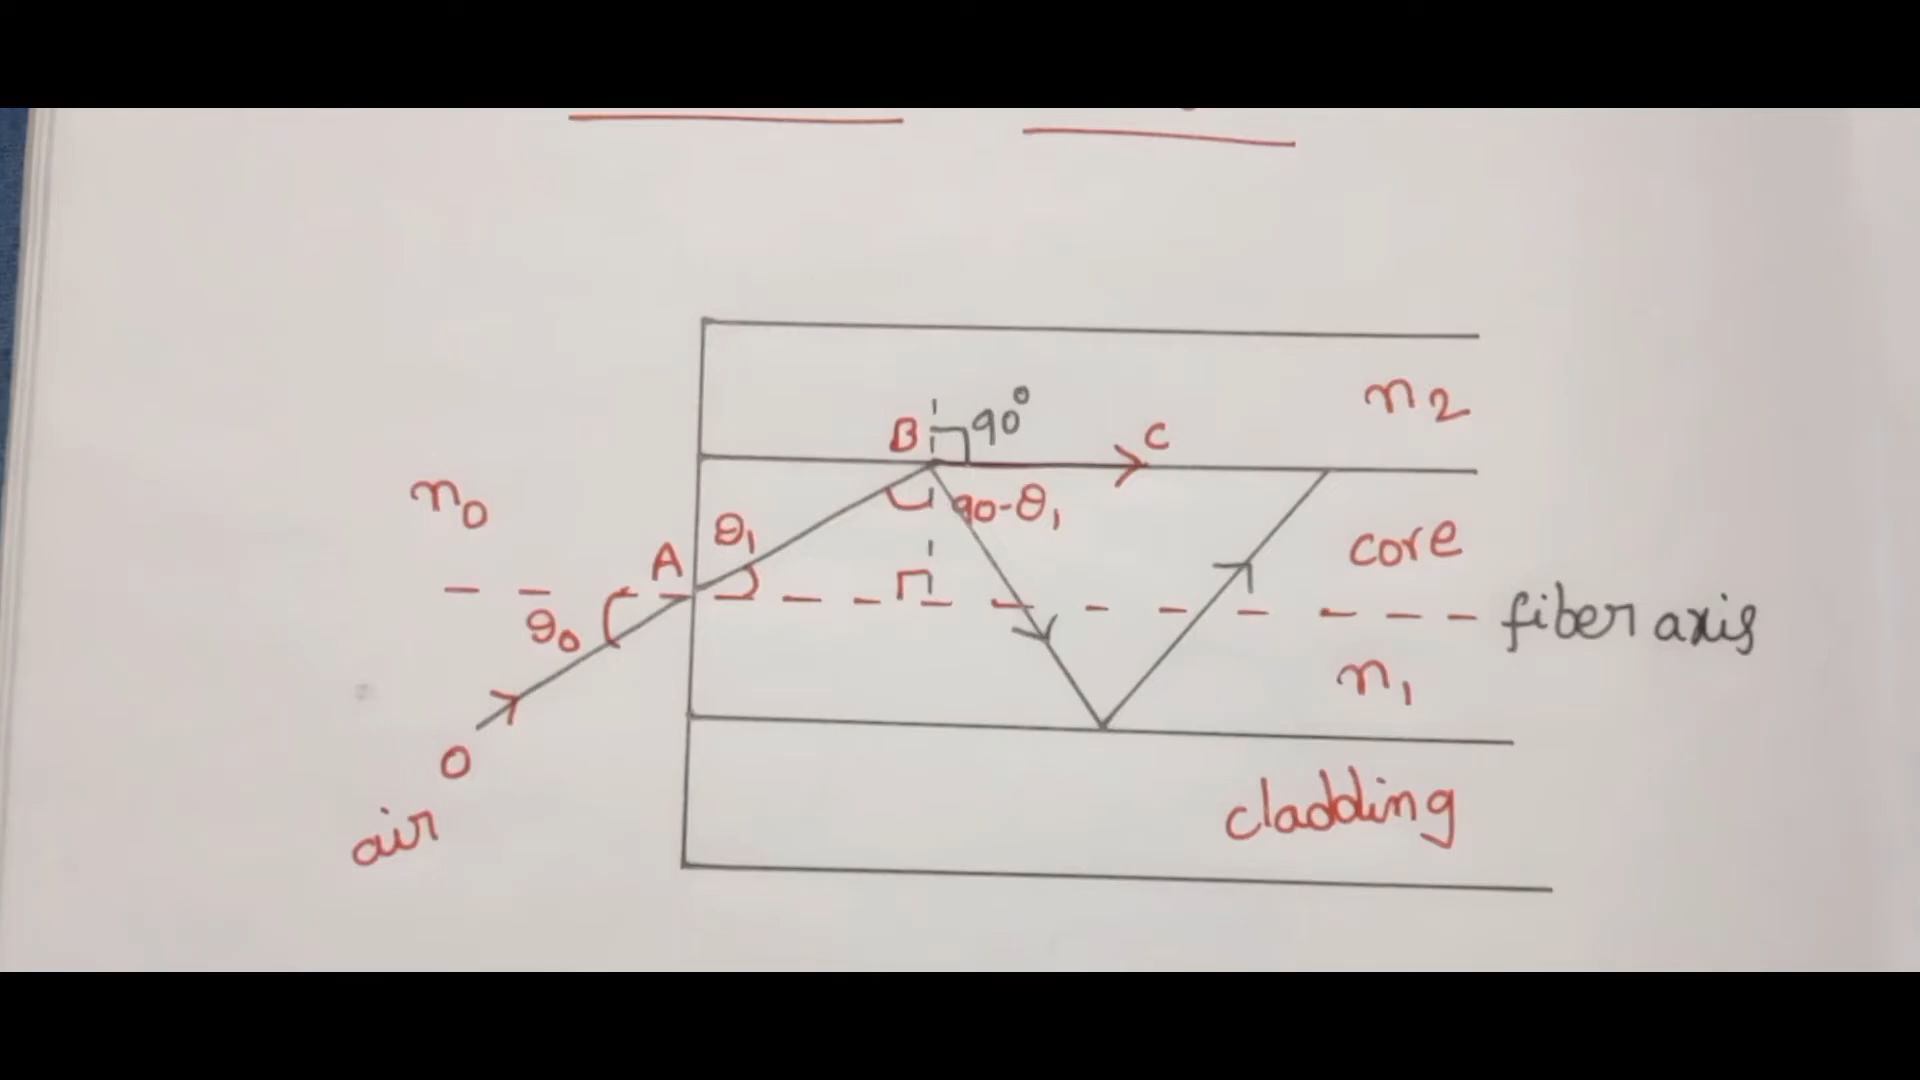 n2
90°
B
C
n0
90-θ1
θ1
A
core
fiber axis
θ0
n1
O
cladding
air